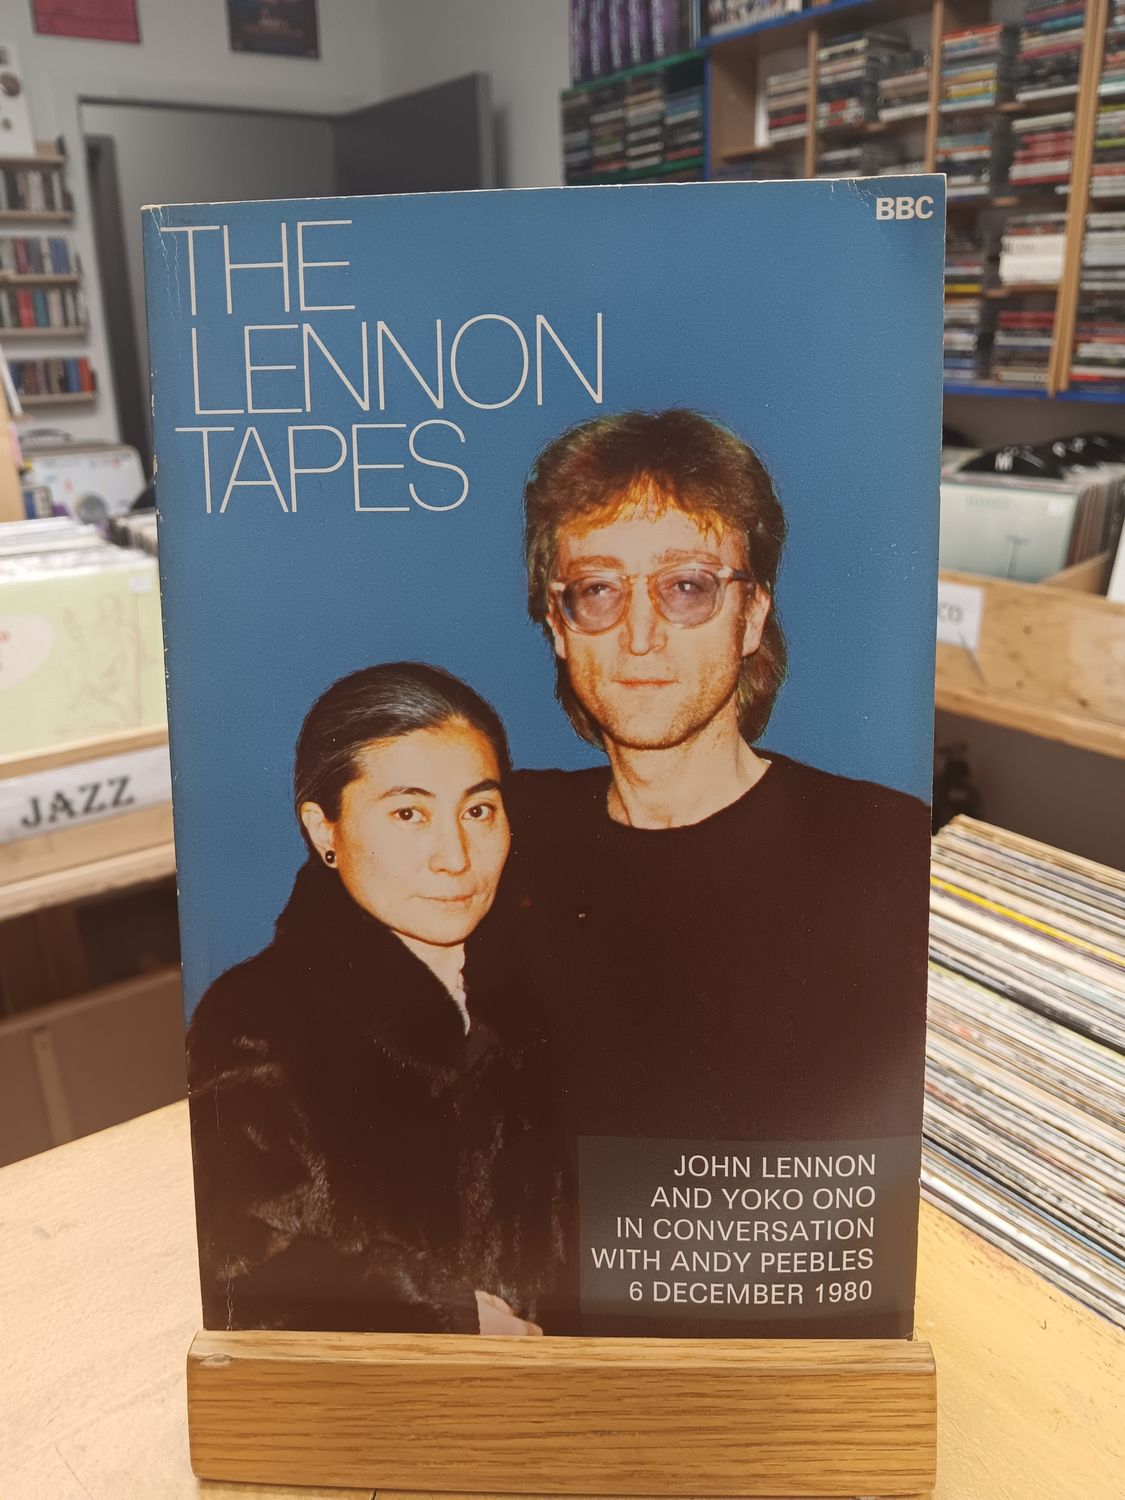 BBC
THE
LENNON
TAPES
JAZZ
JOHN LENNON
AND YOKO ONO
IN CONVERSATION
WITH ANDY PEEBLES
6 DECEMBER 1980